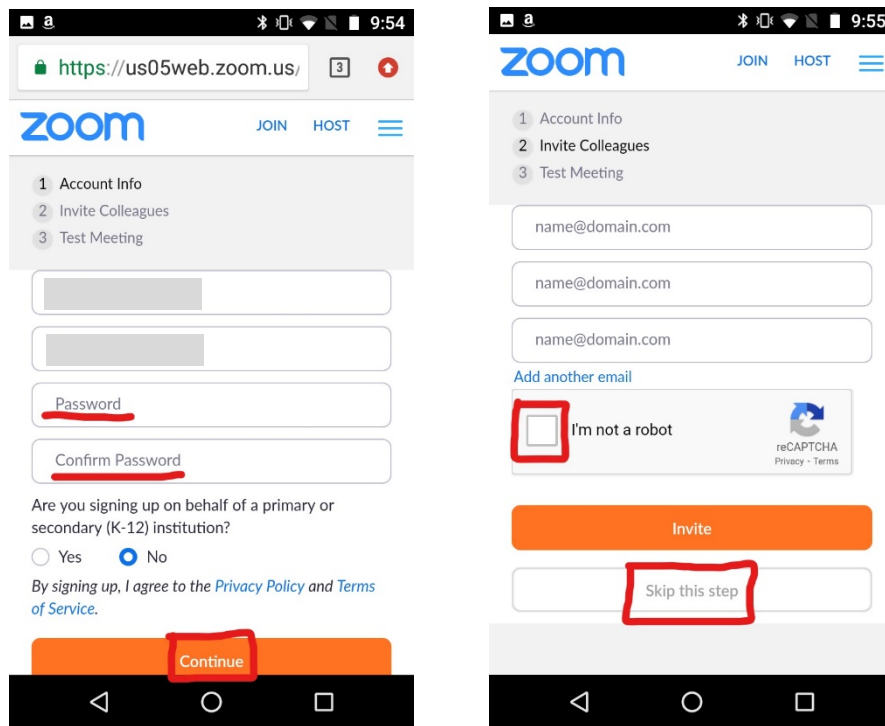 a 9:54
https://us05web.zoom.us/ 3
zoom JOIN HOST
1 Account Info
2 Invite Colleagues
3 Test Meeting
Password
Confirm Password
Are you signing up on behalf of a primary or
secondary (K-12) institution?
Yes No
By signing up, I agree to the Privacy Policy and Terms
of Service.
Continue
a 9:55
zoom JOIN HOST
1 Account Info
2 Invite Colleagues
3 Test Meeting
name@domain.com
name@domain.com
name@domain.com
Add another email
I'm not a robot
reCAPTCHA
Privacy - Terms
Invite
Skip this step